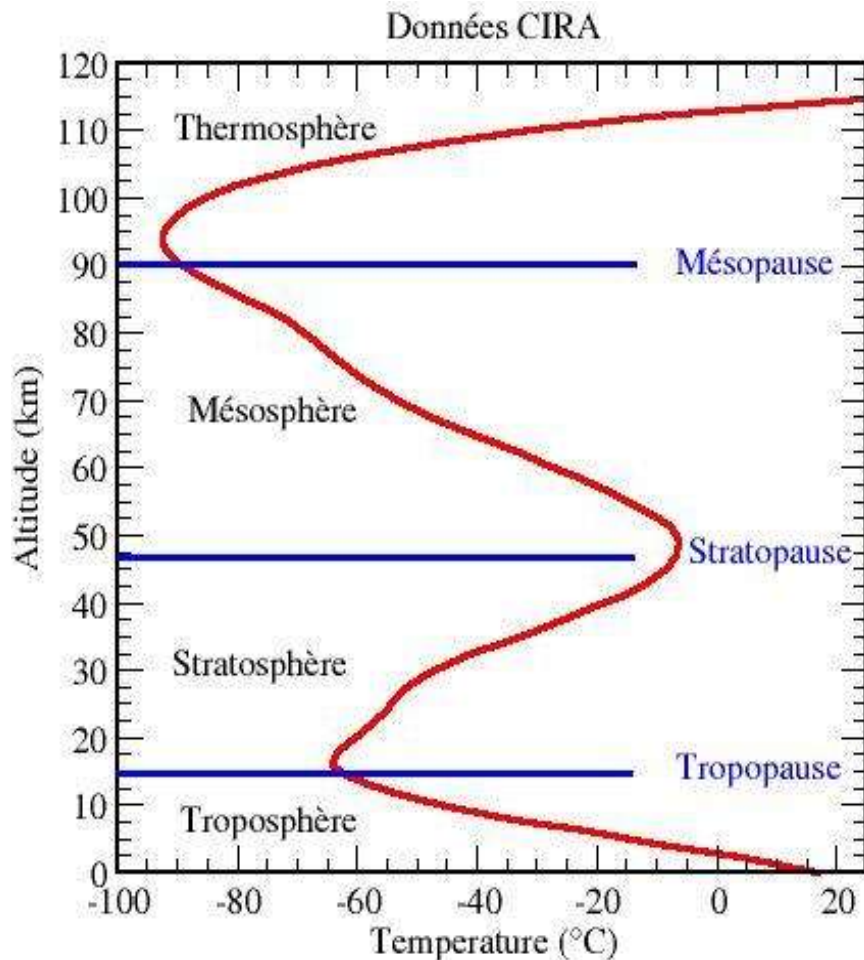 Données CIRA
120
110
100
90
80
70
60
50
40
30
20
10
0
Altitude (km)
Thermosphère
Mésopause
Mésosphère
Stratopause
Stratosphère
Tropopause
Troposphère
-100 -80 -60 -40 -20 0 20
Temperature (°C)